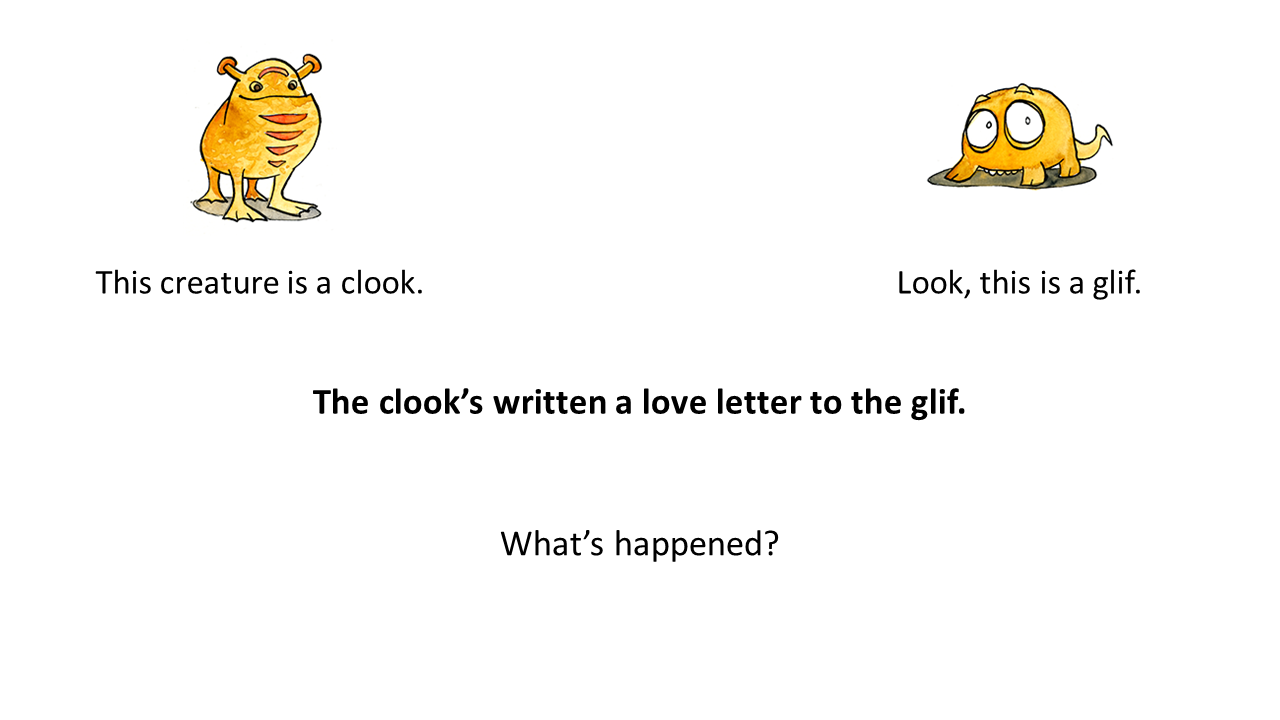 This creature is a clook.
Look, this is a glif.
The clook’s written a love letter to the glif.
What’s happened?